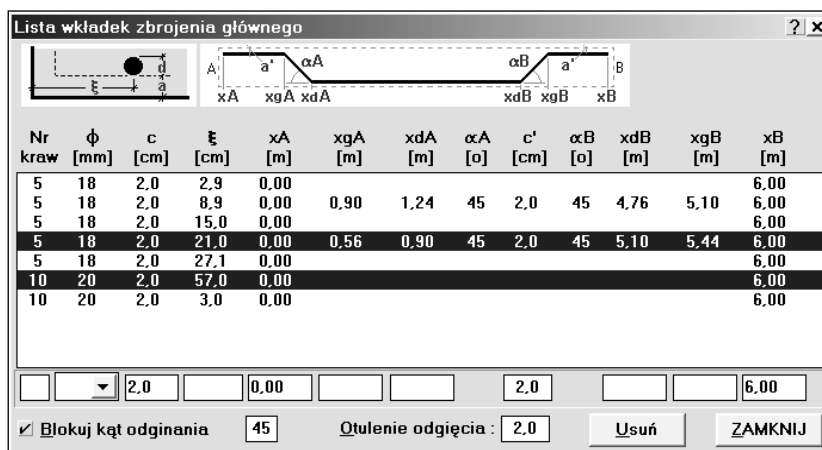 Lista wkładek zbrojenia głównego
? x
d
ξ
a
A
a'
αA
αB
a'
B
xA xgA xdA xdB xgB xB
Nr ϕ c ξ xA xgA xdA αA c' αB xdB xgB xB
kraw [mm] [cm] [cm] [m] [m] [m] [o] [cm] [o] [m] [m] [m]
5 18 2,0 2,9 0,00 6,00
5 18 2,0 8,9 0,00 0,90 1,24 45 2,0 45 4,76 5,10 6,00
5 18 2,0 15,0 0,00 6,00
5 18 2,0 21,0 0,00 0,56 0,90 45 2,0 45 5,10 5,44 6,00
5 18 2,0 27,1 0,00 6,00
10 20 2,0 57,0 0,00 6,00
10 20 2,0 3,0 0,00 6,00
2,0 0,00 2,0 6,00
Blokuj kąt odginania 45 Otulenie odgięcia : 2,0 Usuń ZAMKNIJ